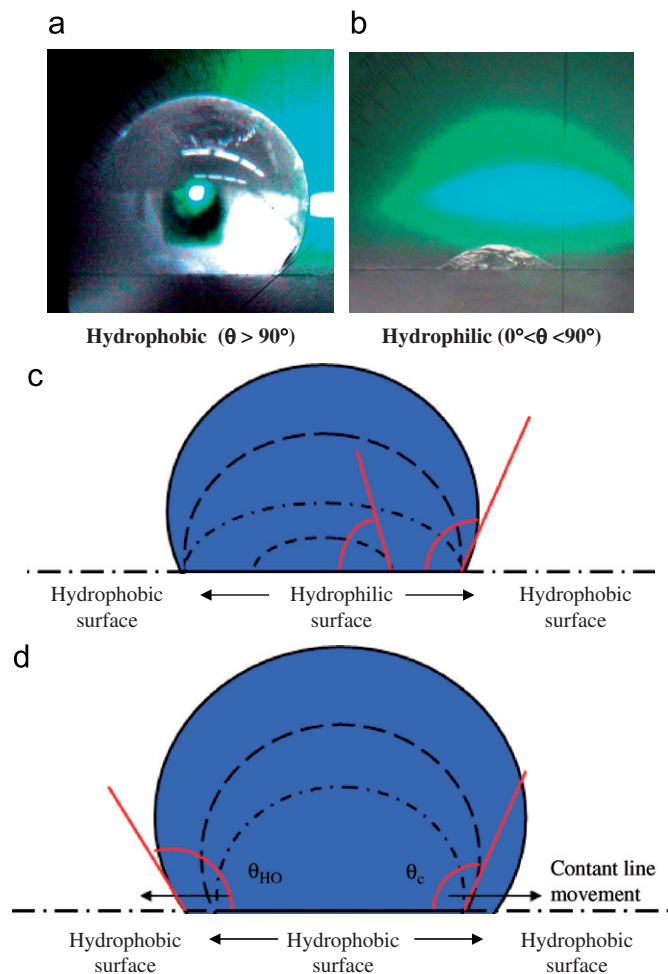 a
b
Hydrophobic (θ > 90°)
Hydrophilic (0°<θ <90°)
c
Hydrophobic surface
Hydrophilic surface
Hydrophobic surface
d
θHO
θc
Contant line movement
Hydrophobic surface
Hydrophobic surface
Hydrophobic surface